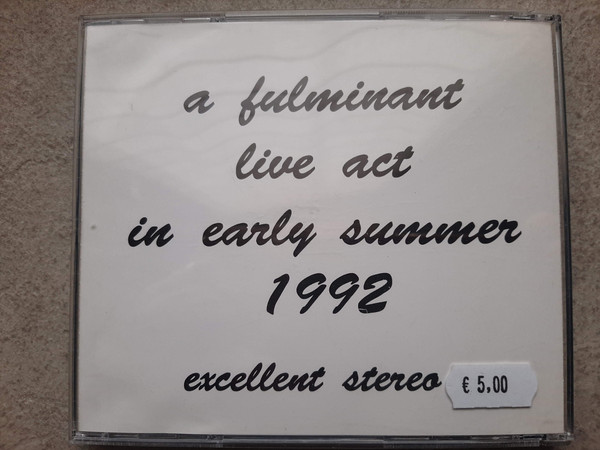 a fulminant
live act
in early summer
1992
excellent stereo
€ 5,00